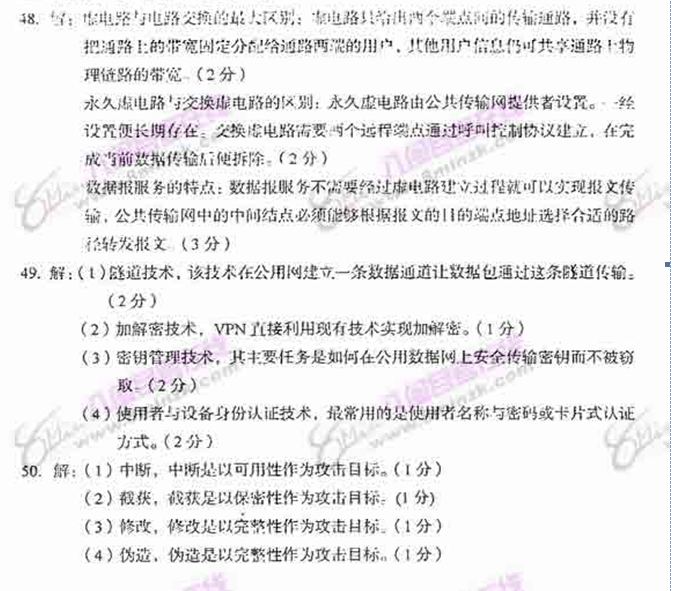 48. 解：虚电路与电路交换的最大区别：虚电路只给出两个端点间的传输通路，并没有
把通路上的带宽固定分配给通路两端的用户，其他用户信息仍可共享通路上物
理链路的带宽。（2分）
永久虚电路与交换虚电路的区别：永久虚电路由公共传输网提供者设置。一经
设置便长期存在。交换虚电路需要两个远程端点通过呼叫控制协议建立，在完
成当前数据传输后便拆除。（2分）
数据报服务的特点：数据报服务不需要经过虚电路建立过程就可以实现报文传
输，公共传输网中的中间结点必须能够根据报文的目的端点地址选择合适的路
径转发报文。（3分）
49. 解：（1）隧道技术，该技术在公用网建立一条数据通道让数据包通过这条隧道传输。
（2分）
（2）加解密技术，VPN直接利用现有技术实现加解密。（1分）
（3）密钥管理技术，其主要任务是如何在公用数据网上安全传输密钥而不被窃
取。（2分）
（4）使用者与设备身份认证技术，最常用的是使用者名称与密码或卡片式认证
方式。（2分）
50. 解：（1）中断，中断是以可用性作为攻击目标。（1分）
（2）截获，截获是以保密性作为攻击目标。(1分)
（3）修改，修改是以完整性作为攻击目标。（1分）
（4）伪造，伪造是以完整性作为攻击目标。（1分）